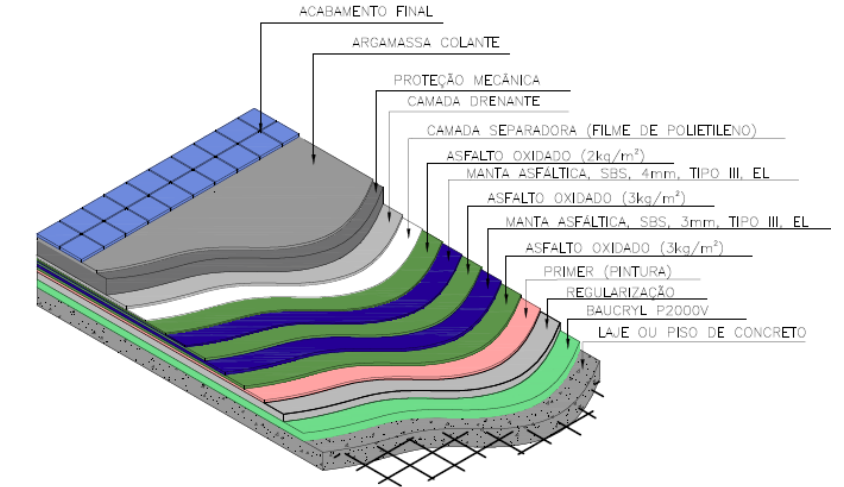 ACABAMENTO FINAL
ARGAMASSA COLANTE
PROTEÇÃO MECÂNICA
CAMADA DRENANTE
CAMADA SEPARADORA (FILME DE POLIETILENO)
ASFALTO OXIDADO (2kg/m²)
MANTA ASFÁLTICA, SBS, 4mm, TIPO III, EL
ASFALTO OXIDADO (3kg/m²)
MANTA ASFÁLTICA, SBS, 3mm, TIPO III, EL
ASFALTO OXIDADO (3kg/m²)
PRIMER (PINTURA)
REGULARIZAÇÃO
BAUCRYL P2000V
LAJE OU PISO DE CONCRETO